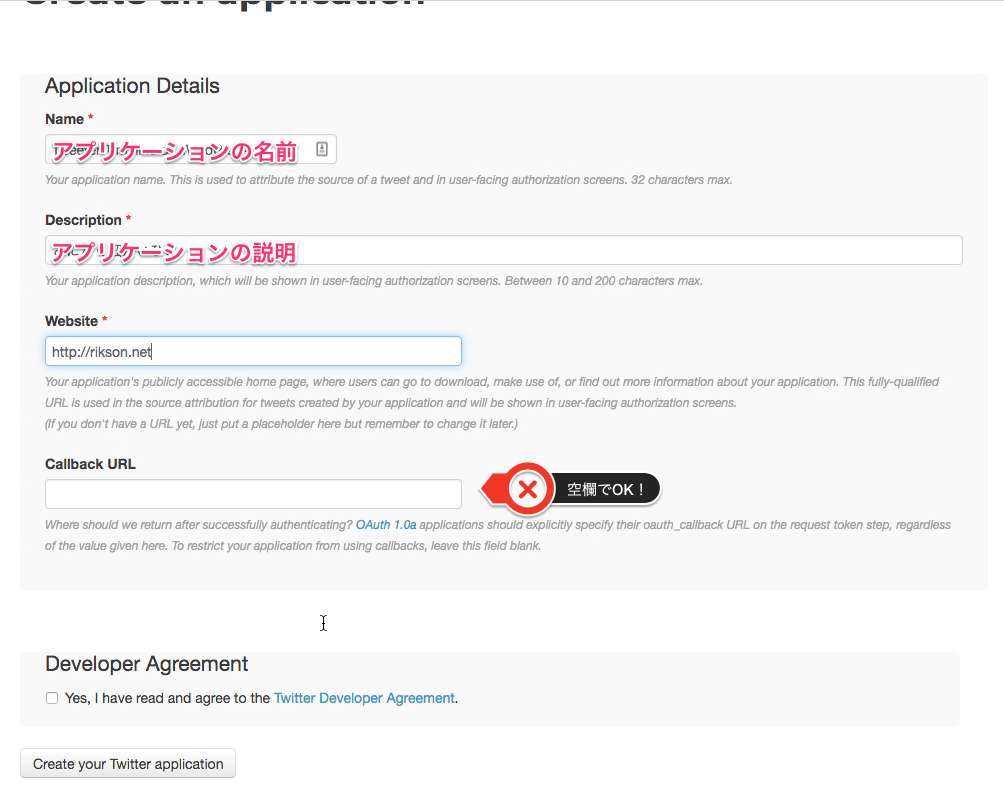 Create an application
Application Details
Name *
アプリケーションの名前
Your application name. This is used to attribute the source of a tweet and in user-facing authorization screens. 32 characters max.
Description *
アプリケーションの説明
Your application description, which will be shown in user-facing authorization screens. Between 10 and 200 characters max.
Website *
http://rikson.net
Your application's publicly accessible home page, where users can go to download, make use of, or find out more information about your application. This fully-qualified
URL is used in the source attribution for tweets created by your application and will be shown in user-facing authorization screens.
(If you don't have a URL yet, just put a placeholder here but remember to change it later.)
Callback URL
空欄でOK！
Where should we return after successfully authenticating? OAuth 1.0a applications should explicitly specify their oauth_callback URL on the request token step, regardless
of the value given here. To restrict your application from using callbacks, leave this field blank.
Developer Agreement
Yes, I have read and agree to the Twitter Developer Agreement.
Create your Twitter application